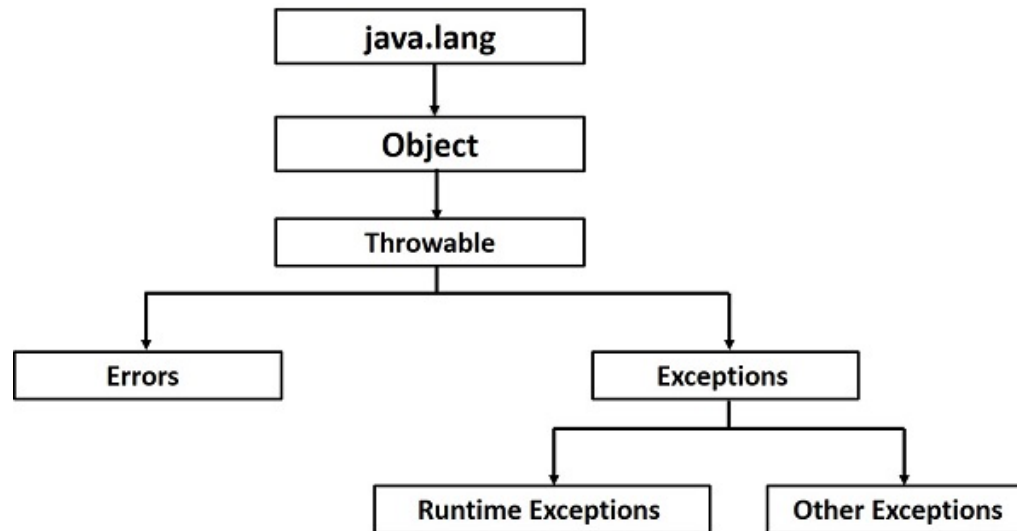 java.lang
Object
Throwable
Errors
Exceptions
Runtime Exceptions
Other Exceptions